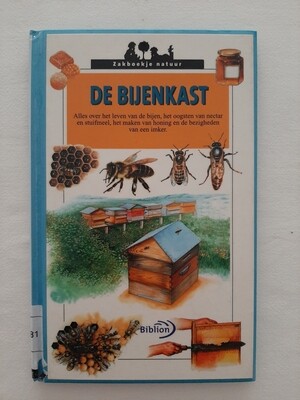 Zakboekje natuur
DE BIJENKAST
Alles over het leven van de bijen, het oogsten van nectar
en stuifmeel, het maken van honing en de bezigheden
van een imker.
Biblion
31